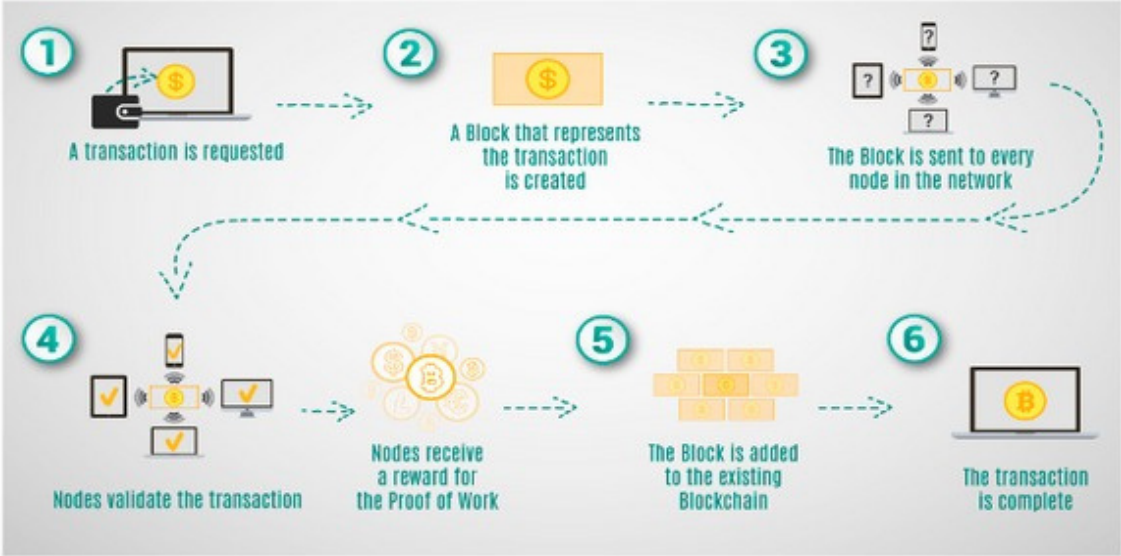 1
A transaction is requested
2
A Block that represents
the transaction
is created
3
?
?
?
?
The Block is sent to every
node in the network
4
Nodes validate the transaction
Nodes receive
a reward for
the Proof of Work
5
The Block is added
to the existing
Blockchain
6
The transaction
is complete